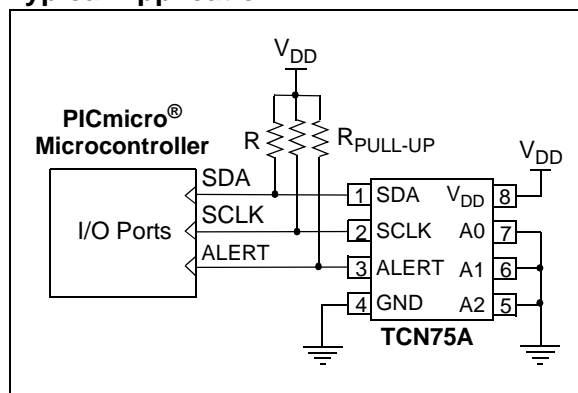 Typical Application
V_DD
PICmicro®
Microcontroller
R
R_PULL-UP
V_DD
SDA
1 SDA V_DD 8
SCLK
I/O Ports
2 SCLK A0 7
ALERT
3 ALERT A1 6
4 GND A2 5
TCN75A